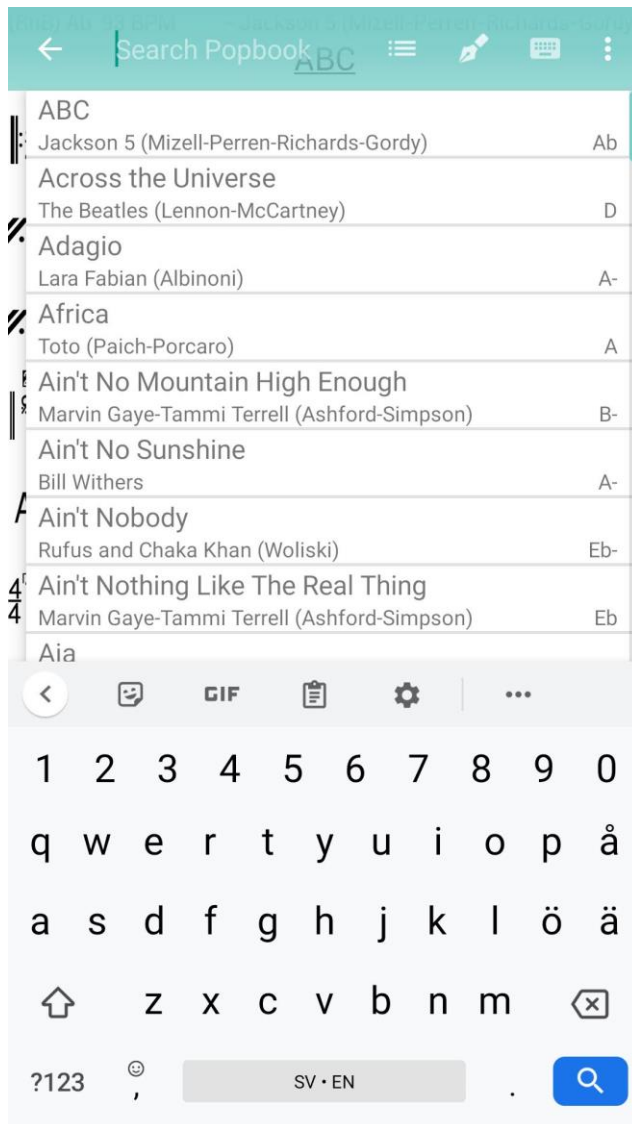 Search Popbook
ABC
ABC
Jackson 5 (Mizell-Perren-Richards-Gordy) Ab
Across the Universe
The Beatles (Lennon-McCartney) D
Adagio
Lara Fabian (Albinoni) A-
Africa
Toto (Paich-Porcaro) A
Ain't No Mountain High Enough
Marvin Gaye-Tammi Terrell (Ashford-Simpson) B-
Ain't No Sunshine
Bill Withers A-
Ain't Nobody
Rufus and Chaka Khan (Woliski) Eb-
Ain't Nothing Like The Real Thing
Marvin Gaye-Tammi Terrell (Ashford-Simpson) Eb
4
4
Aja
GIF
1 2 3 4 5 6 7 8 9 0
q w e r t y u i o p å
a s d f g h j k l ö ä
z x c v b n m
?123 , SV • EN .